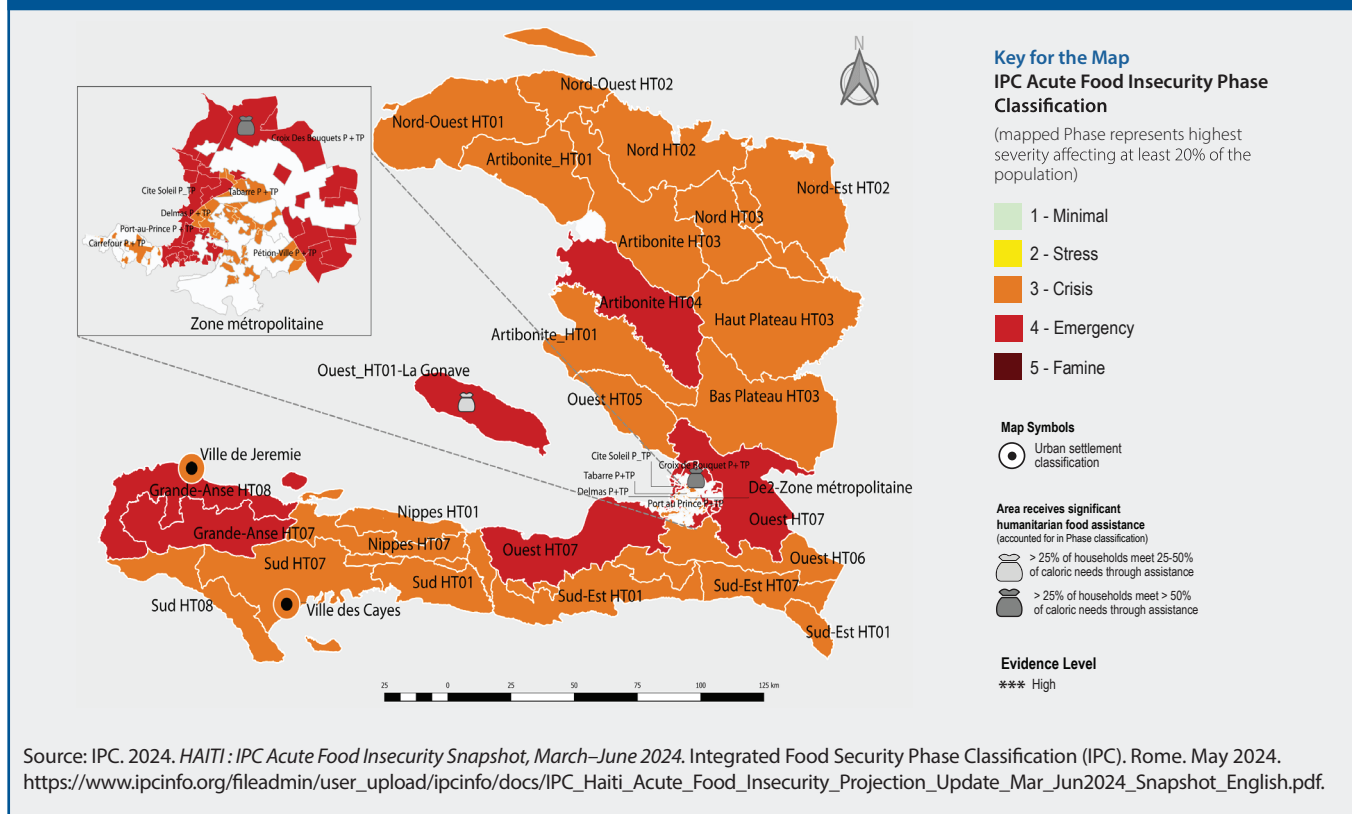 Nord-Ouest HT02
Nord-Ouest HT01
Artibonite_HT01
Nord HT02
Nord-Est HT02
Nord HT03
Artibonite HT03
Artibonite HT04
Haut Plateau HT03
Artibonite_HT01
Ouest_HT01-La Gonave
Ouest HT05
Bas Plateau HT03
Cite Soleil P_TP
Croix de Bouquet P+ TP
Tabarre P+TP
Delmas P+TP
De2-Zone métropolitaine
Port au Prince P+TP
Ouest HT07
Ville de Jeremie
Grande-Anse HT08
Grande-Anse HT07
Nippes HT01
Nippes HT07
Ouest HT07
Ouest HT06
Sud HT07
Sud HT01
Sud-Est HT07
Sud-Est HT01
Sud HT08
Ville des Cayes
Sud-Est HT01
25 0 25 50 75 100 125 km
N
Croix Des Bouquets P + TP
Cite Soleil P_TP
Tabarre P + TP
Delmas P + TP
Port-au-Prince P + TP
Carrefour P + TP
Pétion-Ville P + TP
Zone métropolitaine
Key for the Map
IPC Acute Food Insecurity Phase
Classification
(mapped Phase represents highest
severity affecting at least 20% of the
population)
1 - Minimal
2 - Stress
3 - Crisis
4 - Emergency
5 - Famine
Map Symbols
Urban settlement
classification
Area receives significant
humanitarian food assistance
(accounted for in Phase classification)
> 25% of households meet 25-50%
of caloric needs through assistance
> 25% of households meet > 50%
of caloric needs through assistance
Evidence Level
*** High
Source: IPC. 2024. HAITI : IPC Acute Food Insecurity Snapshot, March–June 2024. Integrated Food Security Phase Classification (IPC). Rome. May 2024.
https://www.ipcinfo.org/fileadmin/user_upload/ipcinfo/docs/IPC_Haiti_Acute_Food_Insecurity_Projection_Update_Mar_Jun2024_Snapshot_English.pdf.